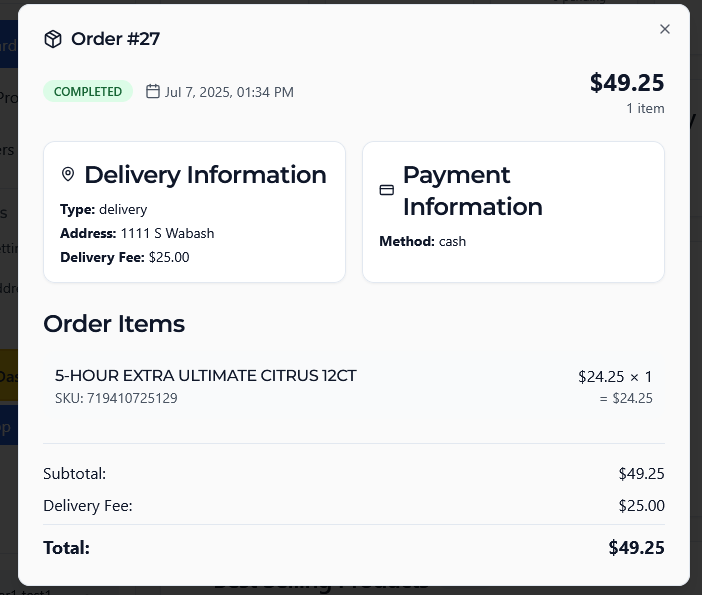 Order #27
COMPLETED Jul 7, 2025, 01:34 PM
$49.25
1 item
Delivery Information
Type: delivery
Address: 1111 S Wabash
Delivery Fee: $25.00
Payment
Information
Method: cash
Order Items
5-HOUR EXTRA ULTIMATE CITRUS 12CT
$24.25 × 1
SKU: 719410725129
= $24.25
Subtotal: $49.25
Delivery Fee: $25.00
Total: $49.25